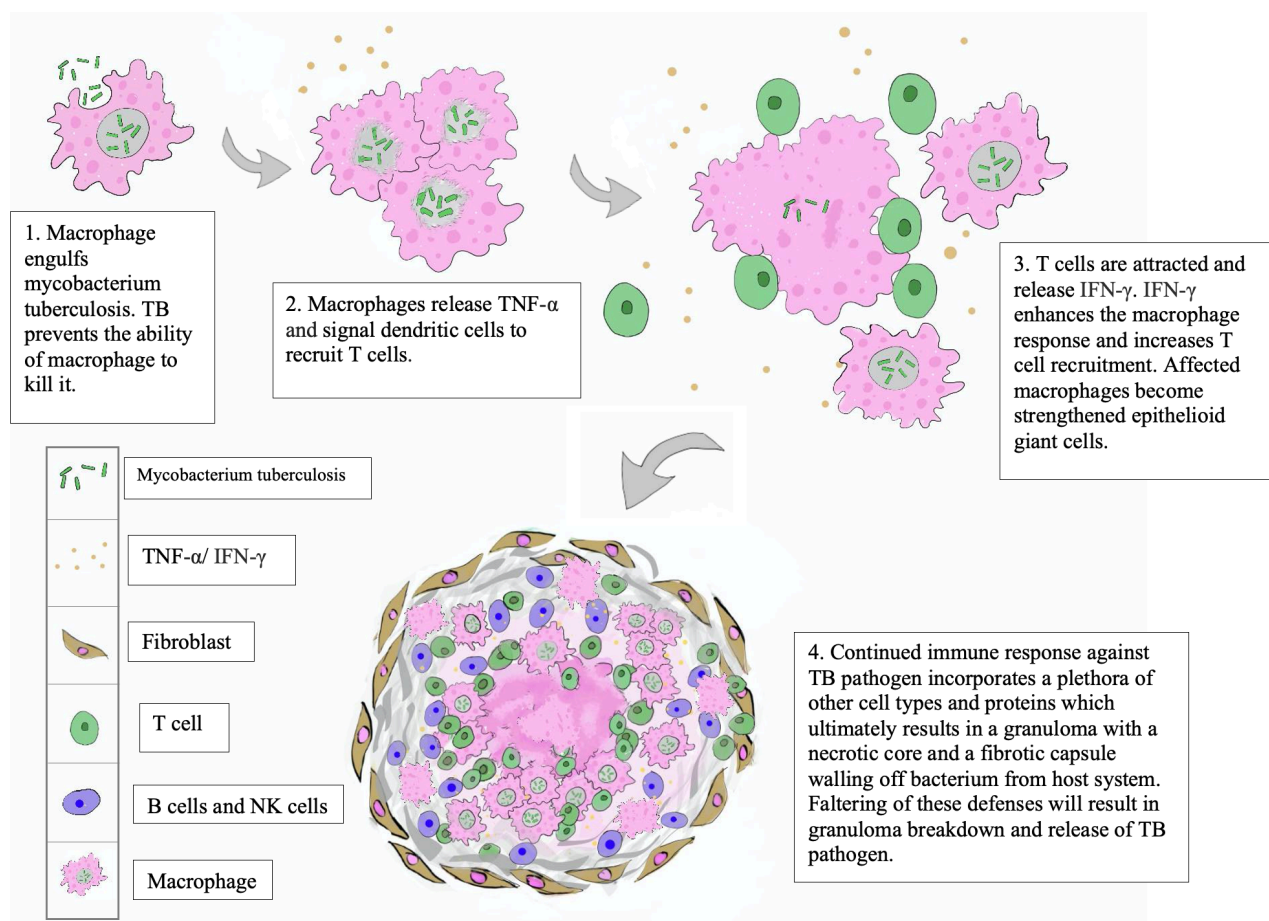 1. Macrophage
engulfs
mycobacterium
tuberculosis. TB
prevents the ability
of macrophage to
kill it.
2. Macrophages release TNF-α
and signal dendritic cells to
recruit T cells.
3. T cells are attracted and
release IFN-γ. IFN-γ
enhances the macrophage
response and increases T
cell recruitment. Affected
macrophages become
strengthened epithelioid
giant cells.
Mycobacterium tuberculosis
TNF-α/ IFN-γ
Fibroblast
T cell
B cells and NK cells
Macrophage
4. Continued immune response against
TB pathogen incorporates a plethora of
other cell types and proteins which
ultimately results in a granuloma with a
necrotic core and a fibrotic capsule
walling off bacterium from host system.
Faltering of these defenses will result in
granuloma breakdown and release of TB
pathogen.